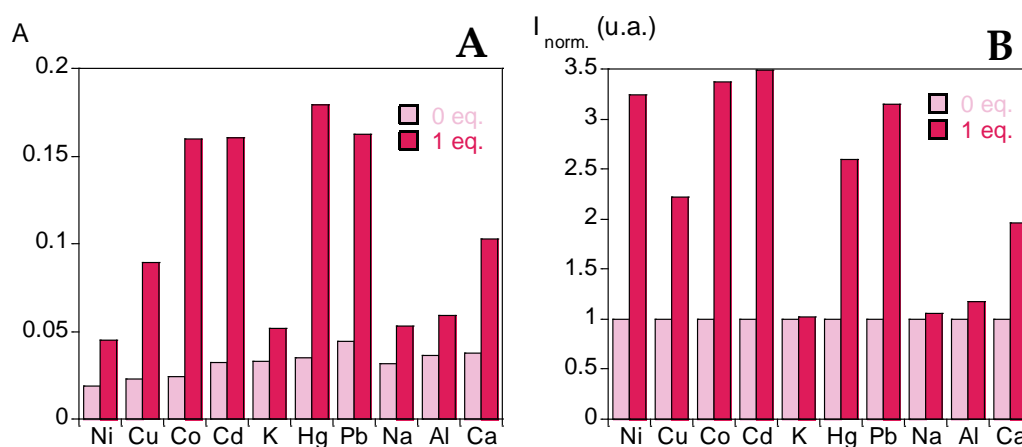 A
A
0.2
0.15
0.1
0.05
0
0 eq.
1 eq.
Ni Cu Co Cd K Hg Pb Na Al Ca
I norm. (u.a.)
B
3.5
3
2.5
2
1.5
1
0.5
0
0 eq.
1 eq.
Ni Cu Co Cd K Hg Pb Na Al Ca